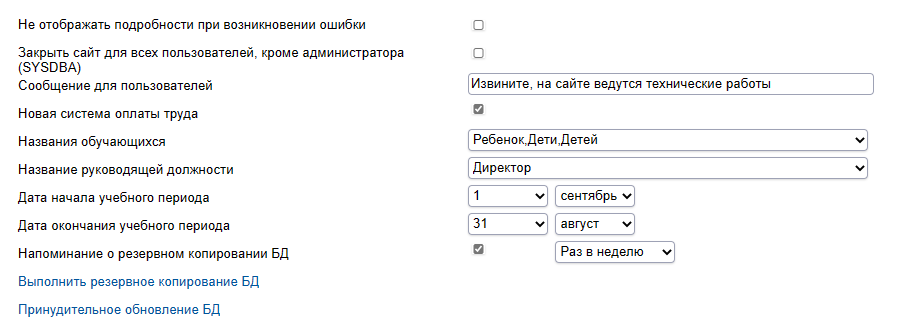 Не отображать подробности при возникновении ошибки
Закрыть сайт для всех пользователей, кроме администратора
(SYSDBA)
Сообщение для пользователей Извините, на сайте ведутся технические работы
Новая система оплаты труда
Названия обучающихся Ребенок,Дети,Детей
Название руководящей должности Директор
Дата начала учебного периода 1 сентябрь
Дата окончания учебного периода 31 август
Напоминание о резервном копировании БД Раз в неделю
Выполнить резервное копирование БД
Принудительное обновление БД